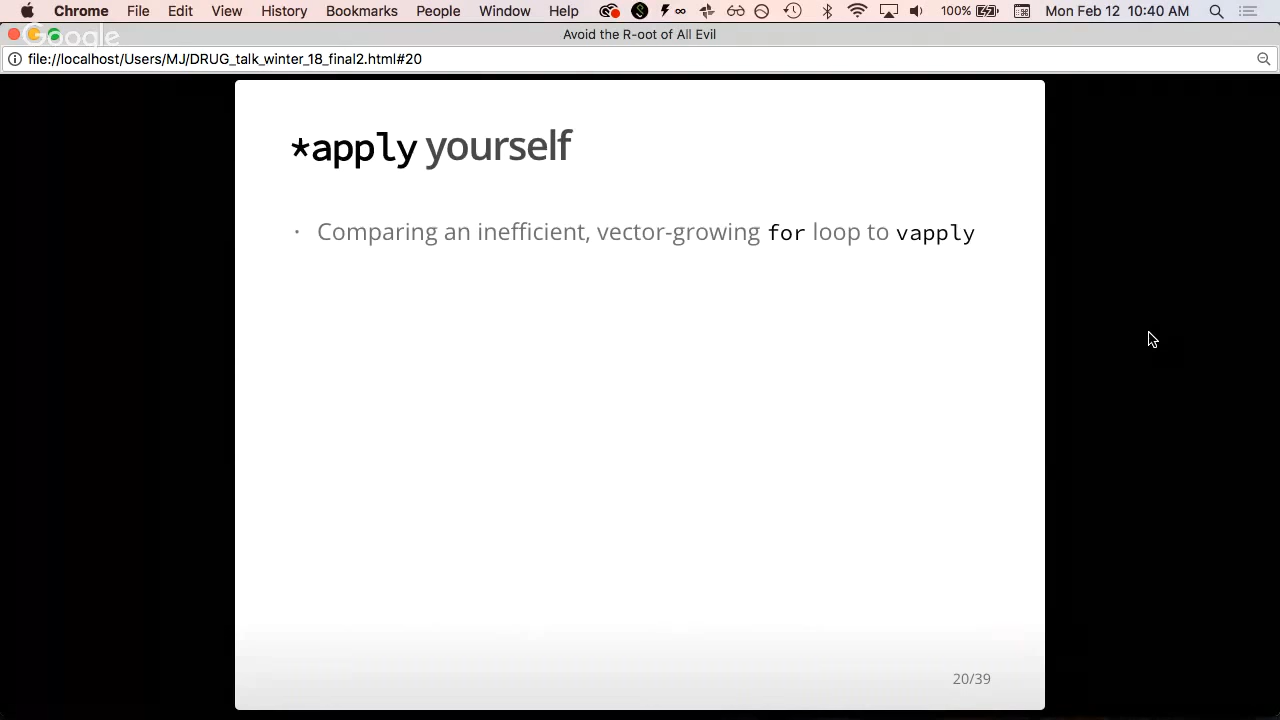 Chrome File Edit View History Bookmarks People Window Help 100% Mon Feb 12 10:40 AM
Google
Avoid the R-oot of All Evil
file://localhost/Users/MJ/DRUG_talk_winter_18_final2.html#20
*apply yourself
· Comparing an inefficient, vector-growing for loop to vapply
20/39